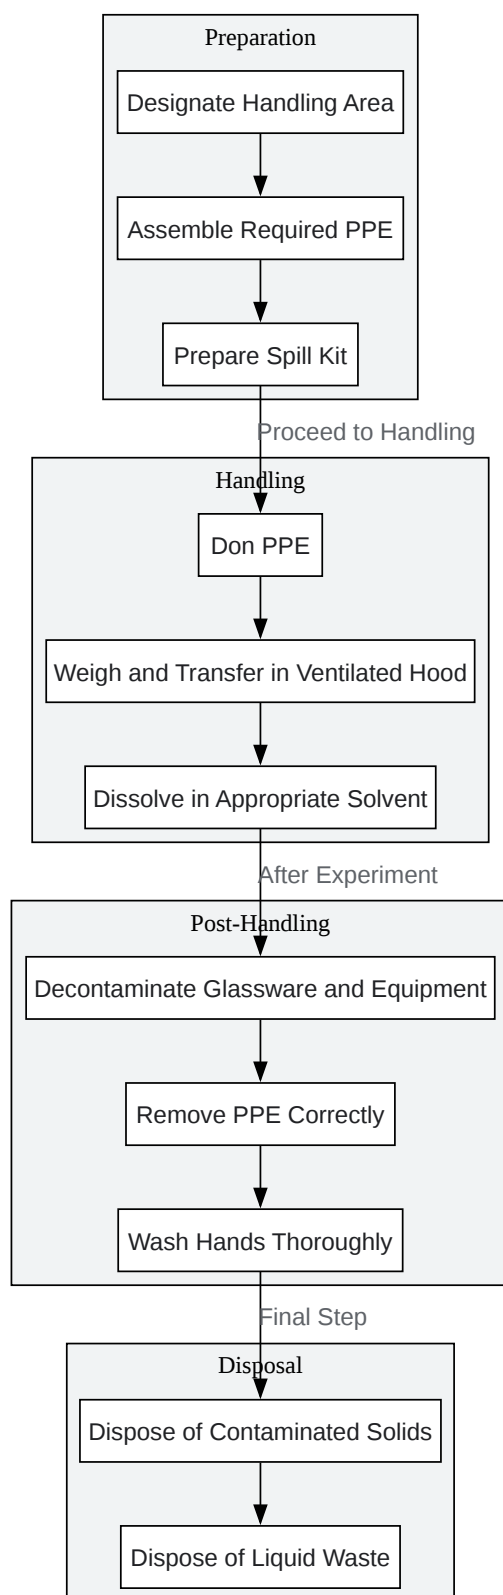 Preparation
Designate Handling Area
Assemble Required PPE
Prepare Spill Kit
Proceed to Handling
Handling
Don PPE
Weigh and Transfer in Ventilated Hood
Dissolve in Appropriate Solvent
After Experiment
Post-Handling
Decontaminate Glassware and Equipment
Remove PPE Correctly
Wash Hands Thoroughly
Final Step
Disposal
Dispose of Contaminated Solids
Dispose of Liquid Waste